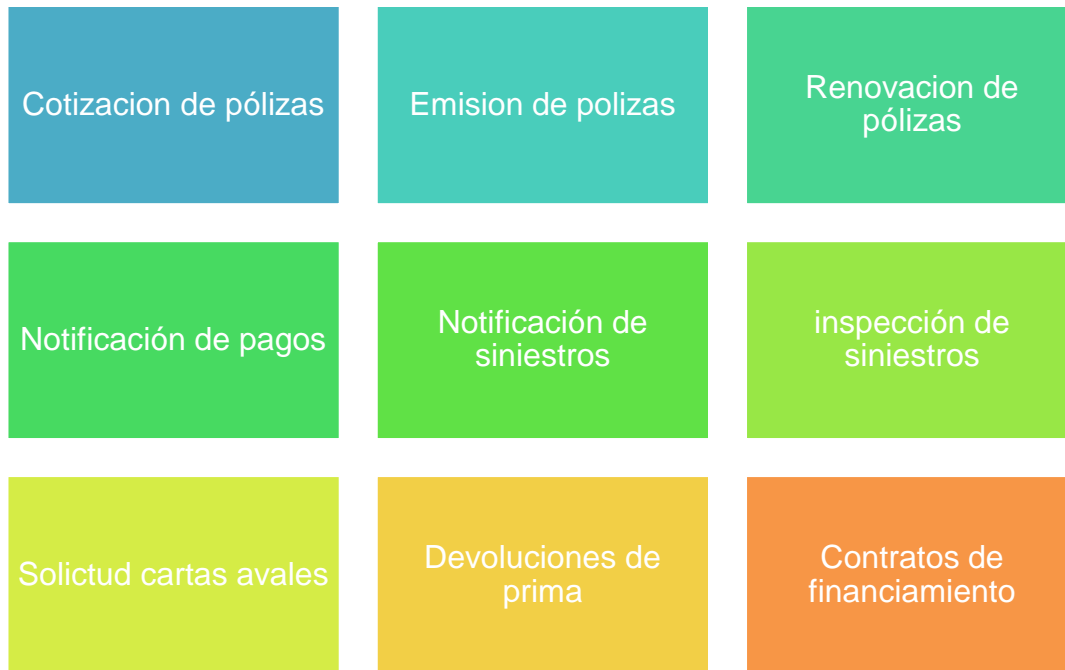 Cotizacion de pólizas
Emision de polizas
Renovacion de
pólizas
Notificación de pagos
Notificación de
siniestros
inspección de
siniestros
Solictud cartas avales
Devoluciones de
prima
Contratos de
financiamiento